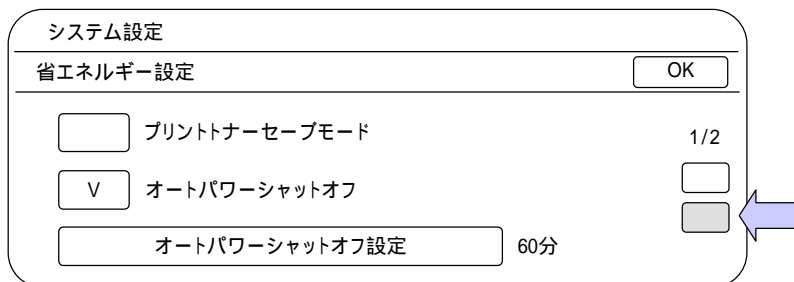 システム設定
省エネルギー設定
OK
プリントトナーセーブモード
1/2
V
オートパワーシャットオフ
オートパワーシャットオフ設定
60分